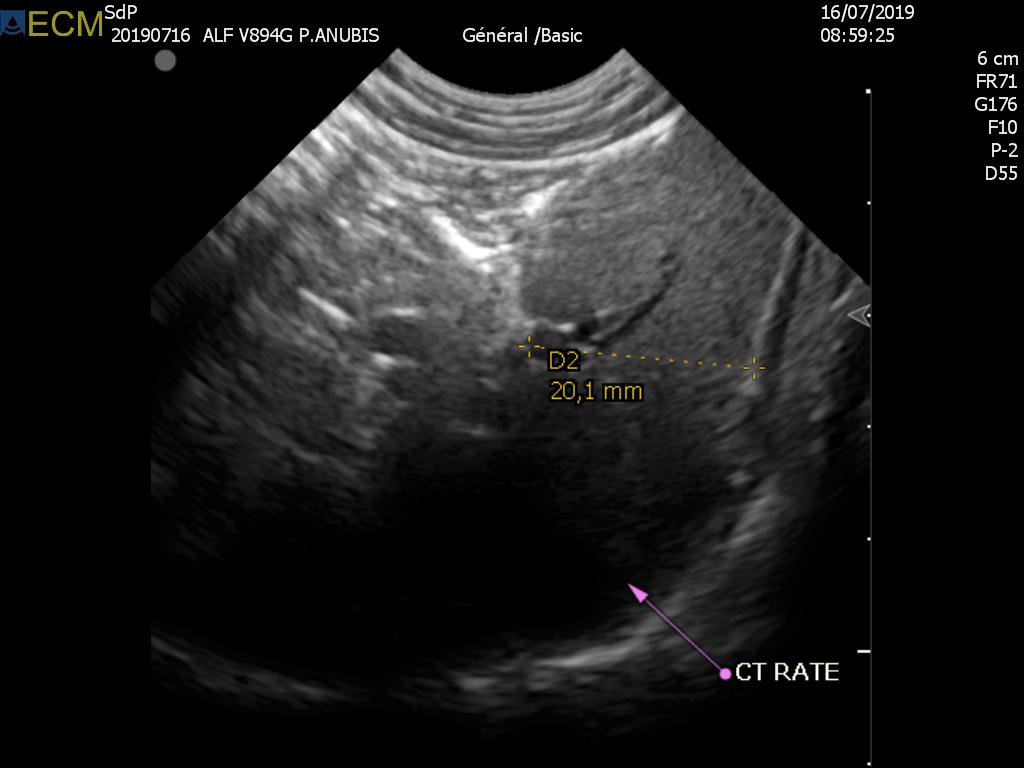 ECM
SdP
20190716 ALF V894G P.ANUBIS
Général /Basic
16/07/2019
08:59:25
6 cm
FR71
G176
F10
P-2
D55
D2
20,1 mm
CT RATE